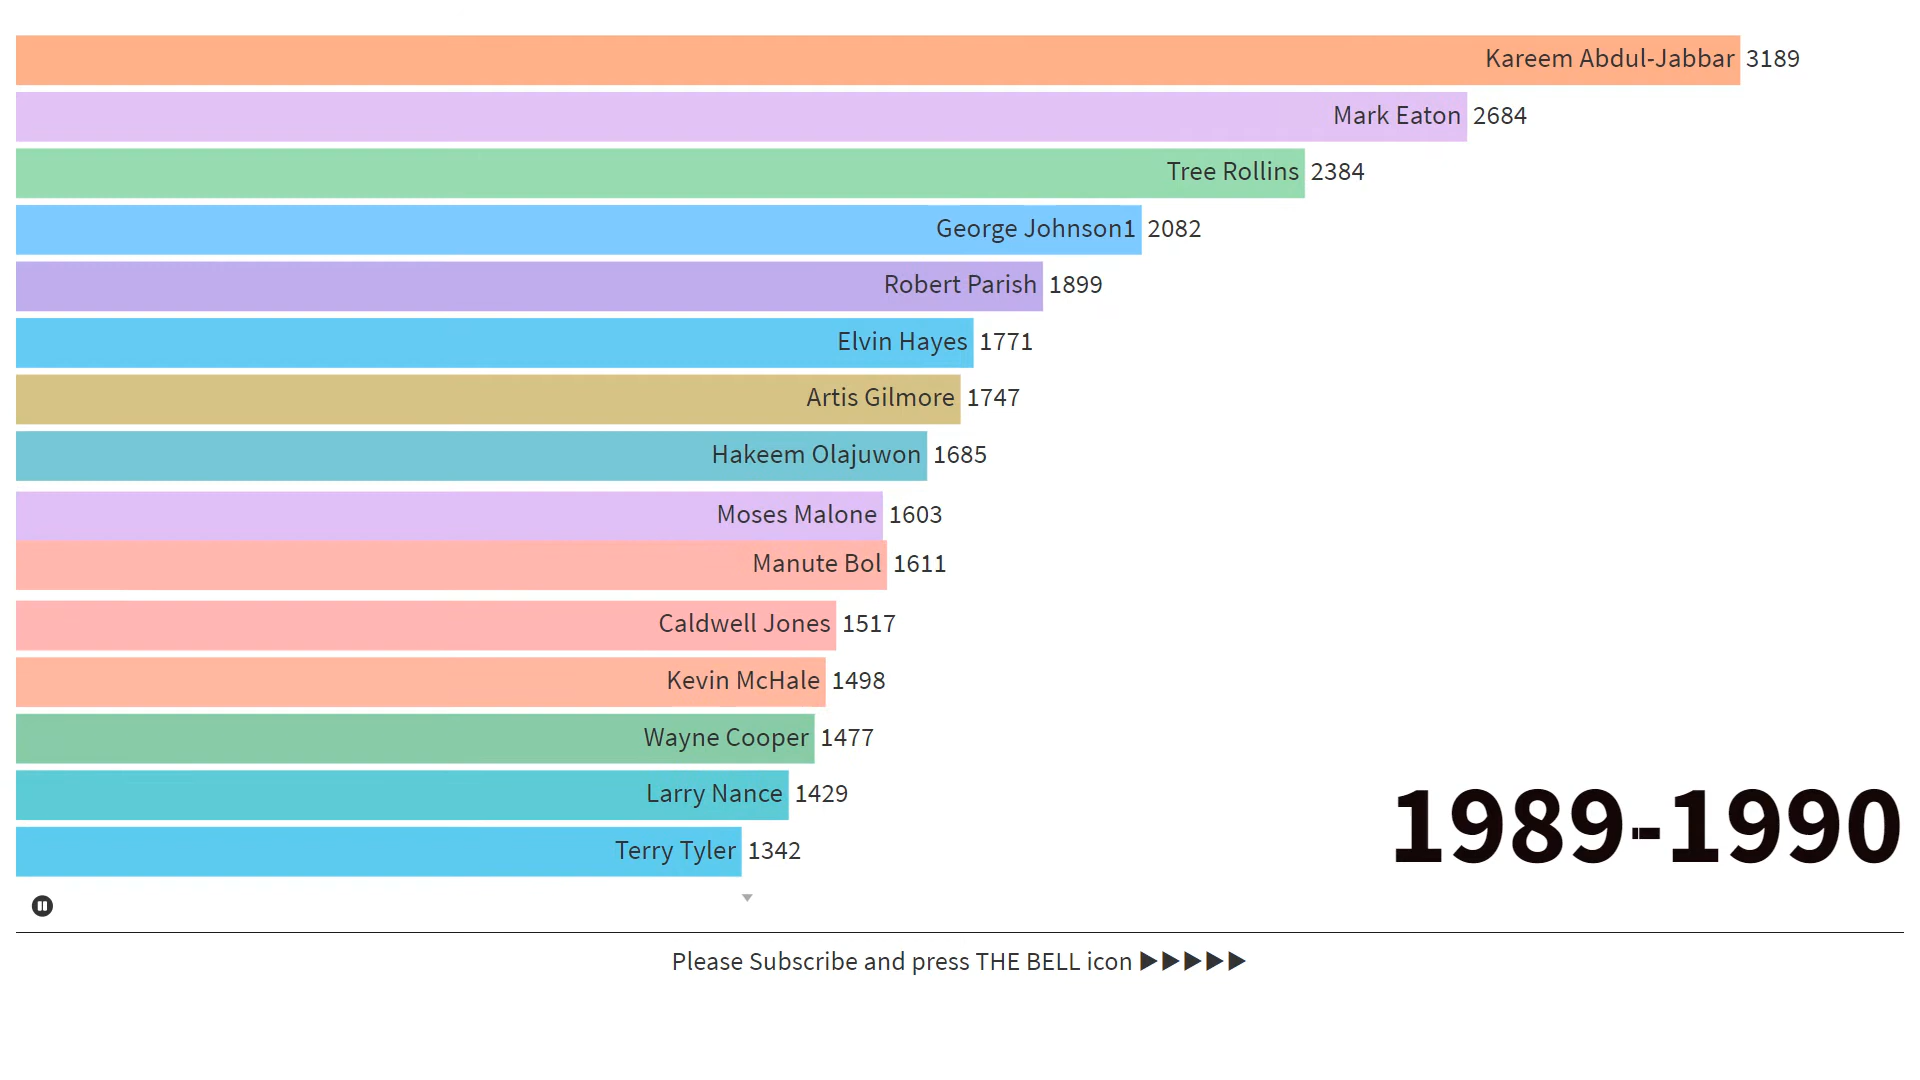 Kareem Abdul-Jabbar 3189
Mark Eaton 2684
Tree Rollins 2384
George Johnson1 2082
Robert Parish 1899
Elvin Hayes 1771
Artis Gilmore 1747
Hakeem Olajuwon 1685
Moses Malone 1603
Manute Bol 1611
Caldwell Jones 1517
Kevin McHale 1498
Wayne Cooper 1477
Larry Nance 1429
Terry Tyler 1342
1989-1990
Please Subscribe and press THE BELL icon ▶▶▶▶▶